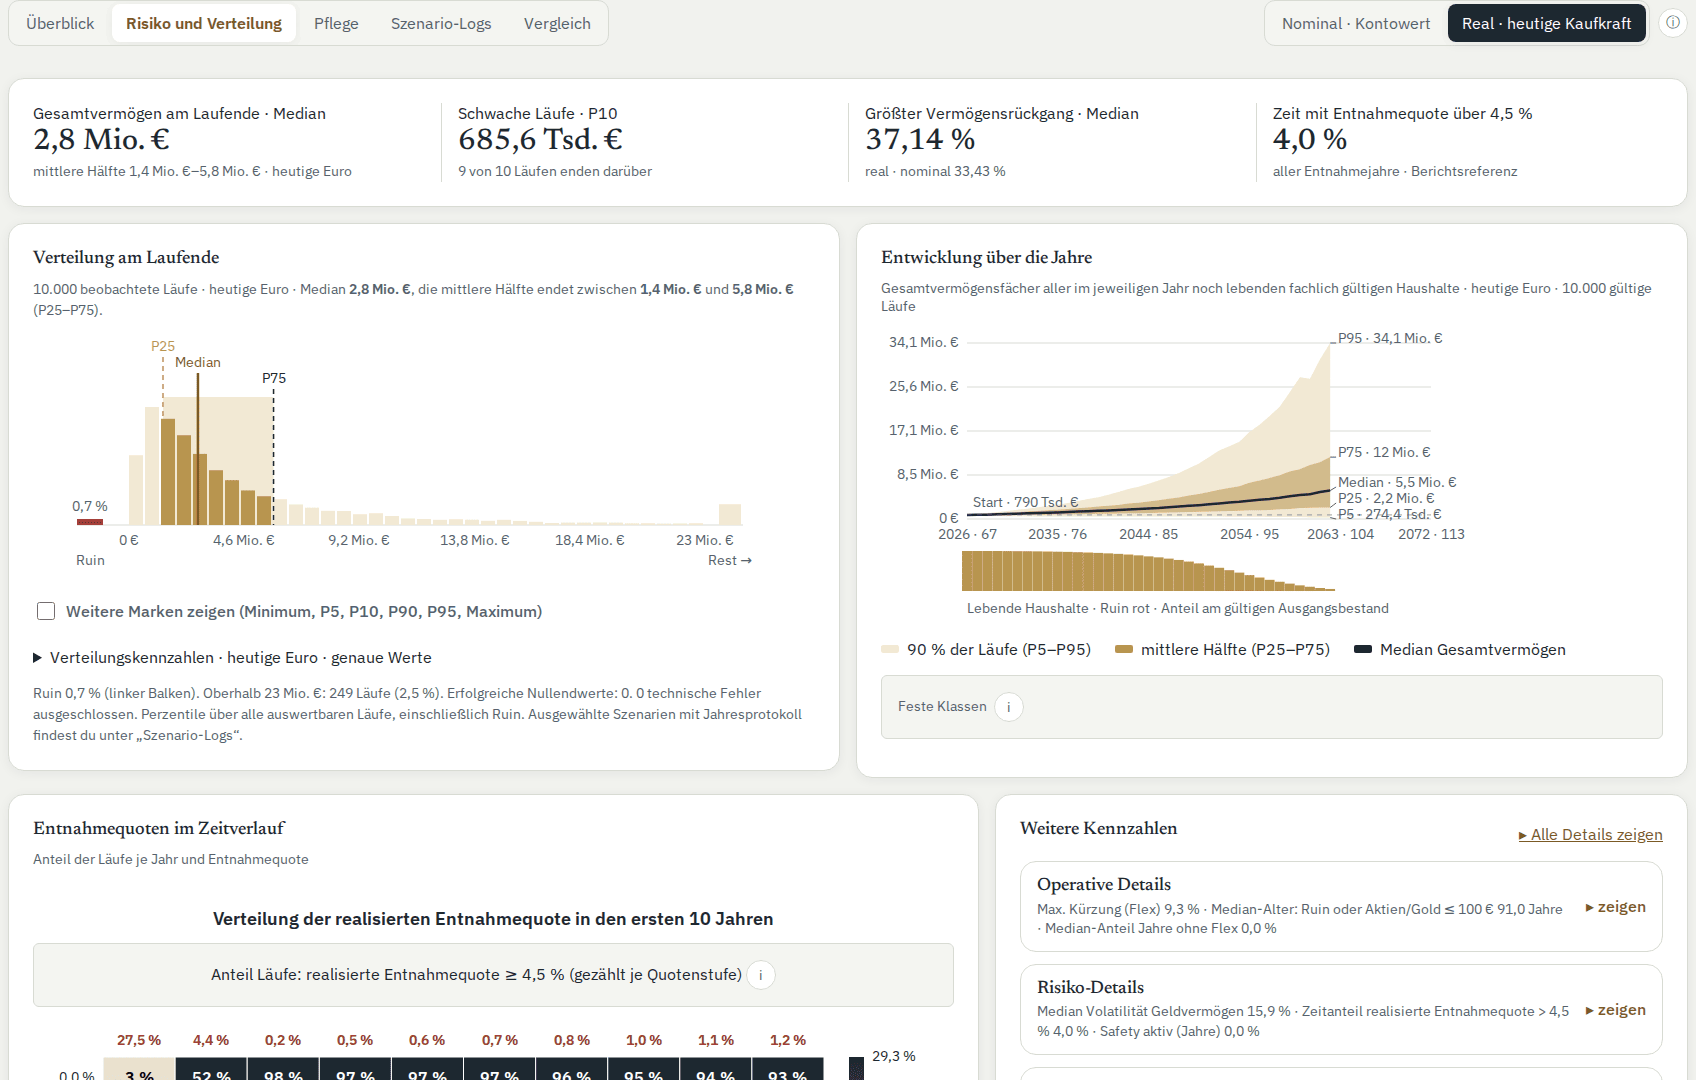 Überblick
Risiko und Verteilung
Pflege
Szenario-Logs
Vergleich
Nominal · Kontowert
Real · heutige Kaufkraft
ⓘ
Gesamtvermögen am Laufende · Median
2,8 Mio. €
mittlere Hälfte 1,4 Mio. €–5,8 Mio. € · heutige Euro
Schwache Läufe · P10
685,6 Tsd. €
9 von 10 Läufen enden darüber
Größter Vermögensrückgang · Median
37,14 %
real · nominal 33,43 %
Zeit mit Entnahmequote über 4,5 %
4,0 %
aller Entnahmejahre · Berichtsreferenz
Verteilung am Laufende
10.000 beobachtete Läufe · heutige Euro · Median 2,8 Mio. €, die mittlere Hälfte endet zwischen 1,4 Mio. € und 5,8 Mio. €
(P25–P75).
P25
Median
P75
0,7 %
0 €
4,6 Mio. €
9,2 Mio. €
13,8 Mio. €
18,4 Mio. €
23 Mio. €
Ruin
Rest →
Weitere Marken zeigen (Minimum, P5, P10, P90, P95, Maximum)
▶ Verteilungskennzahlen · heutige Euro · genaue Werte
Ruin 0,7 % (linker Balken). Oberhalb 23 Mio. €: 249 Läufe (2,5 %). Erfolgreiche Nullendwerte: 0. 0 technische Fehler
ausgeschlossen. Perzentile über alle auswertbaren Läufe, einschließlich Ruin. Ausgewählte Szenarien mit Jahresprotokoll
findest du unter „Szenario-Logs“.
Entwicklung über die Jahre
Gesamtvermögensfächer aller im jeweiligen Jahr noch lebenden fachlich gültigen Haushalte · heutige Euro · 10.000 gültige
Läufe
34,1 Mio. €
25,6 Mio. €
17,1 Mio. €
8,5 Mio. €
0 €
Start · 790 Tsd. €
P95 · 34,1 Mio. €
P75 · 12 Mio. €
Median · 5,5 Mio. €
P25 · 2,2 Mio. €
P5 · 274,4 Tsd. €
2026 · 67
2035 · 76
2044 · 85
2054 · 95
2063 · 104
2072 · 113
Lebende Haushalte · Ruin rot · Anteil am gültigen Ausgangsbestand
90 % der Läufe (P5–P95)
mittlere Hälfte (P25–P75)
Median Gesamtvermögen
Feste Klassen
i
Entnahmequoten im Zeitverlauf
Anteil der Läufe je Jahr und Entnahmequote
Verteilung der realisierten Entnahmequote in den ersten 10 Jahren
Anteil Läufe: realisierte Entnahmequote ≥ 4,5 % (gezählt je Quotenstufe)
i
27,5 %
4,4 %
0,2 %
0,5 %
0,6 %
0,7 %
0,8 %
1,0 %
1,1 %
1,2 %
29,3 %
0,0 %
3 %
52 %
98 %
97 %
97 %
97 %
96 %
95 %
94 %
93 %
Weitere Kennzahlen
▸ Alle Details zeigen
Operative Details
Max. Kürzung (Flex) 9,3 % · Median-Alter: Ruin oder Aktien/Gold ≤ 100 € 91,0 Jahre
· Median-Anteil Jahre ohne Flex 0,0 %
▸ zeigen
Risiko-Details
Median Volatilität Geldvermögen 15,9 % · Zeitanteil realisierte Entnahmequote > 4,5
% 4,0 % · Safety aktiv (Jahre) 0,0 %
▸ zeigen